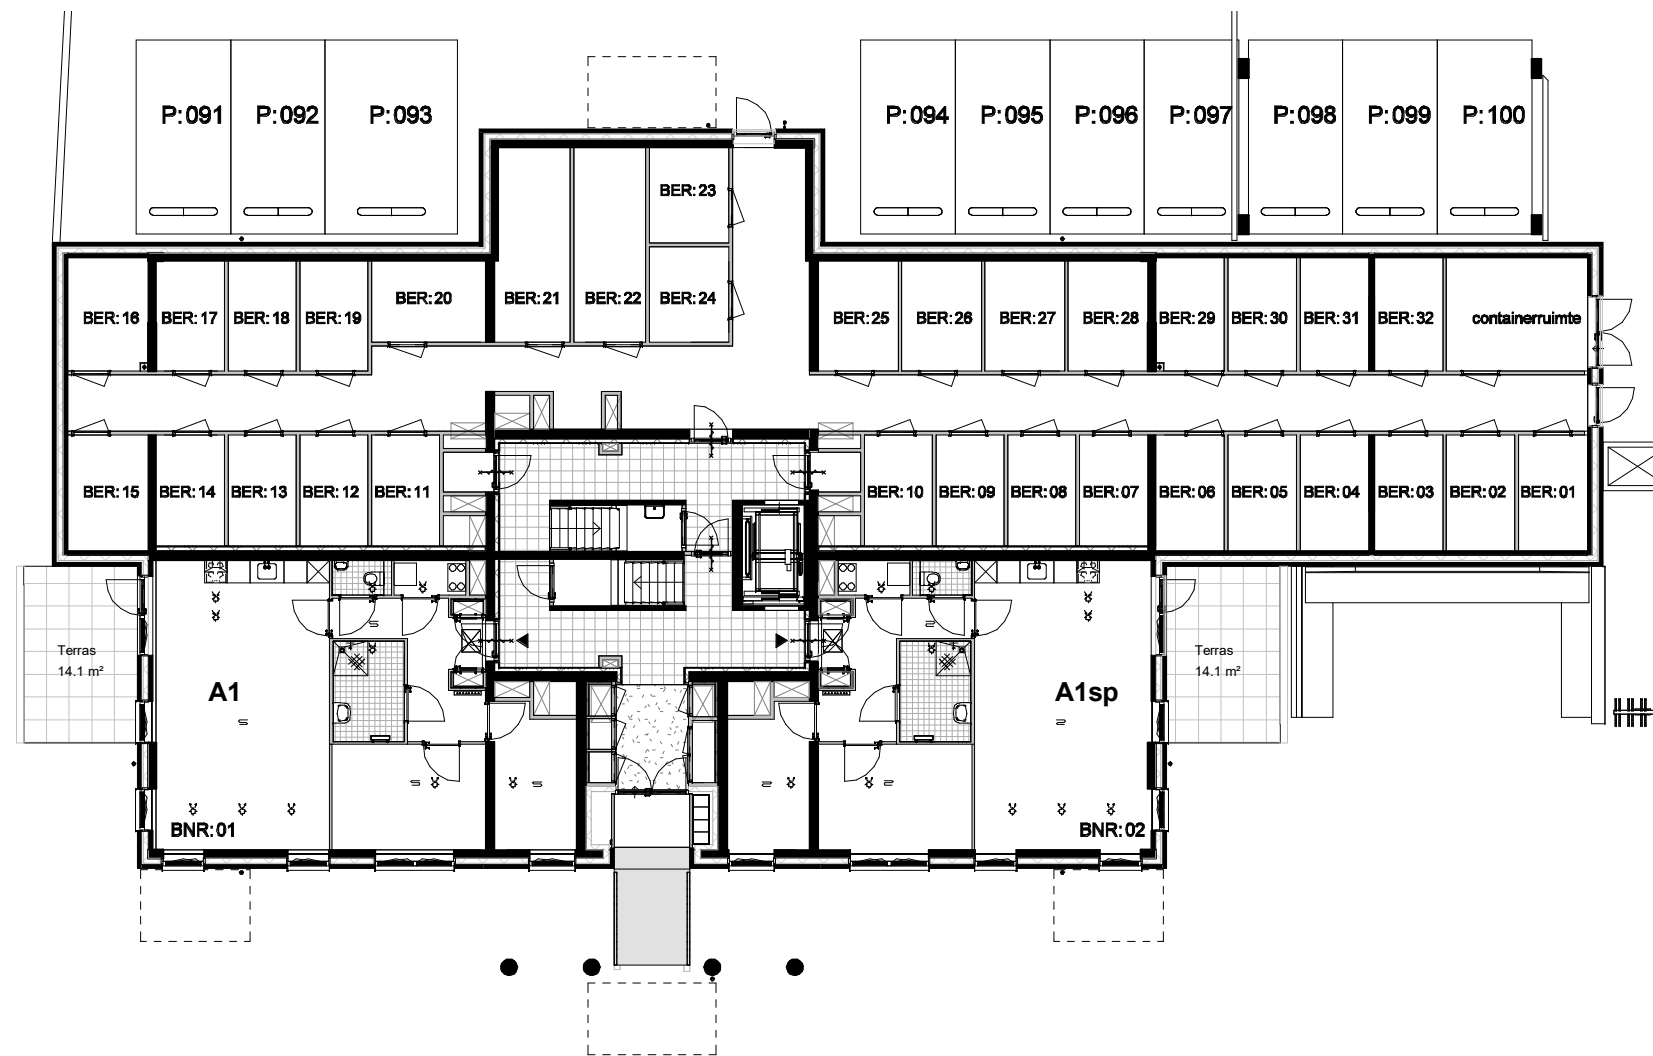 P:091 P:092 P:093 P:094 P:095 P:096 P:097 P:098 P:099 P:100
BER:23
BER:20 BER:21 BER:22 BER:24
BER:16 BER:17 BER:18 BER:19 BER:25 BER:26 BER:27 BER:28 BER:29 BER:30 BER:31 BER:32 containerruimte
BER:15 BER:14 BER:13 BER:12 BER:11 BER:10 BER:09 BER:08 BER:07 BER:06 BER:05 BER:04 BER:03 BER:02 BER:01
Terras
14.1 m²
Terras
14.1 m²
A1 A1sp
BNR:01 BNR:02